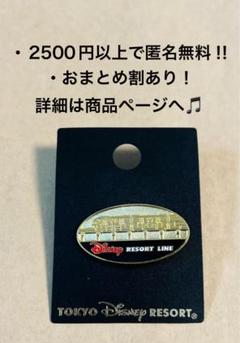 ・2500円以上で匿名無料‼
・おまとめ割あり！
詳細は商品ページへ🎵
Disney RESORT LINE
TOKYO Disney RESORT®